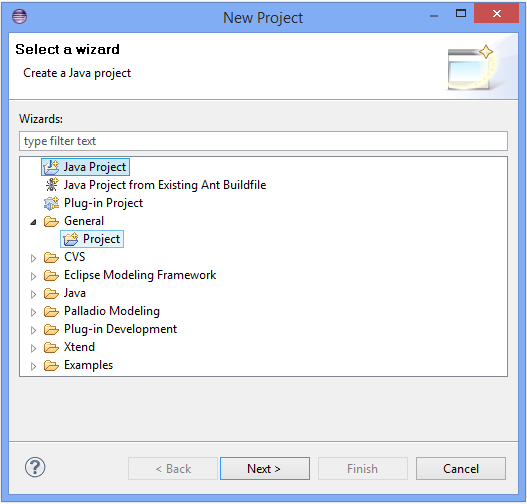 New Project
Select a wizard
Create a Java project
Wizards:
type filter text
Java Project
Java Project from Existing Ant Buildfile
Plug-in Project
General
Project
CVS
Eclipse Modeling Framework
Java
Palladio Modeling
Plug-in Development
Xtend
Examples
? < Back Next > Finish Cancel